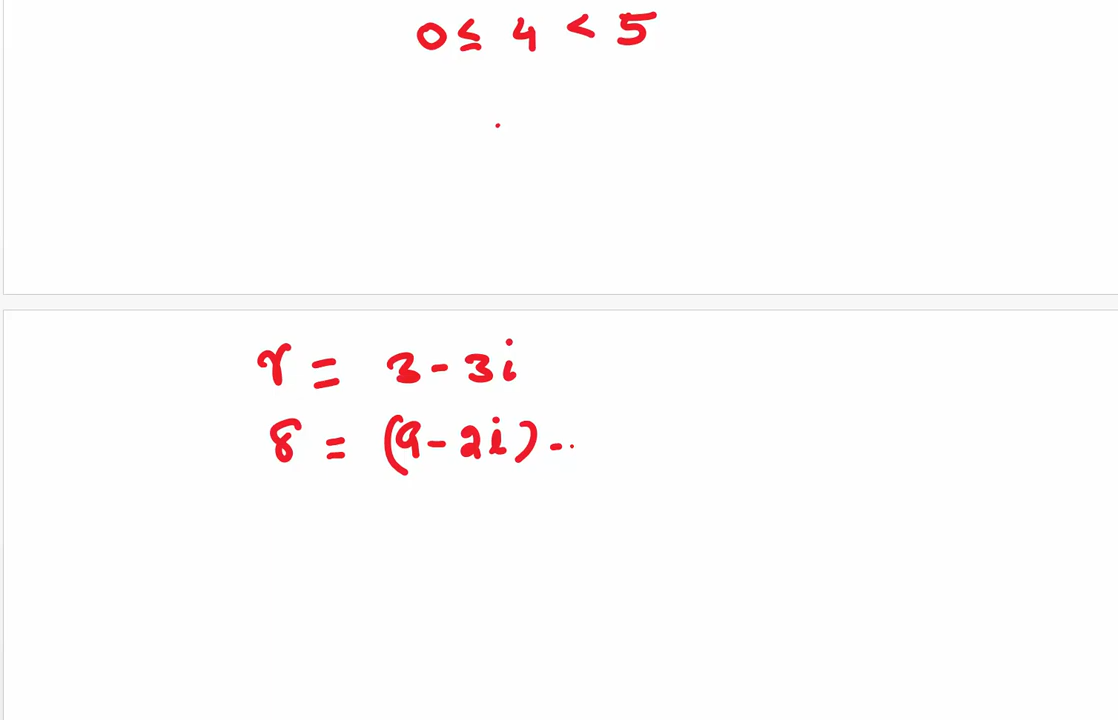 0 ≤ 4 < 5
r = 3 - 3i
8 = (9 - 2i) -